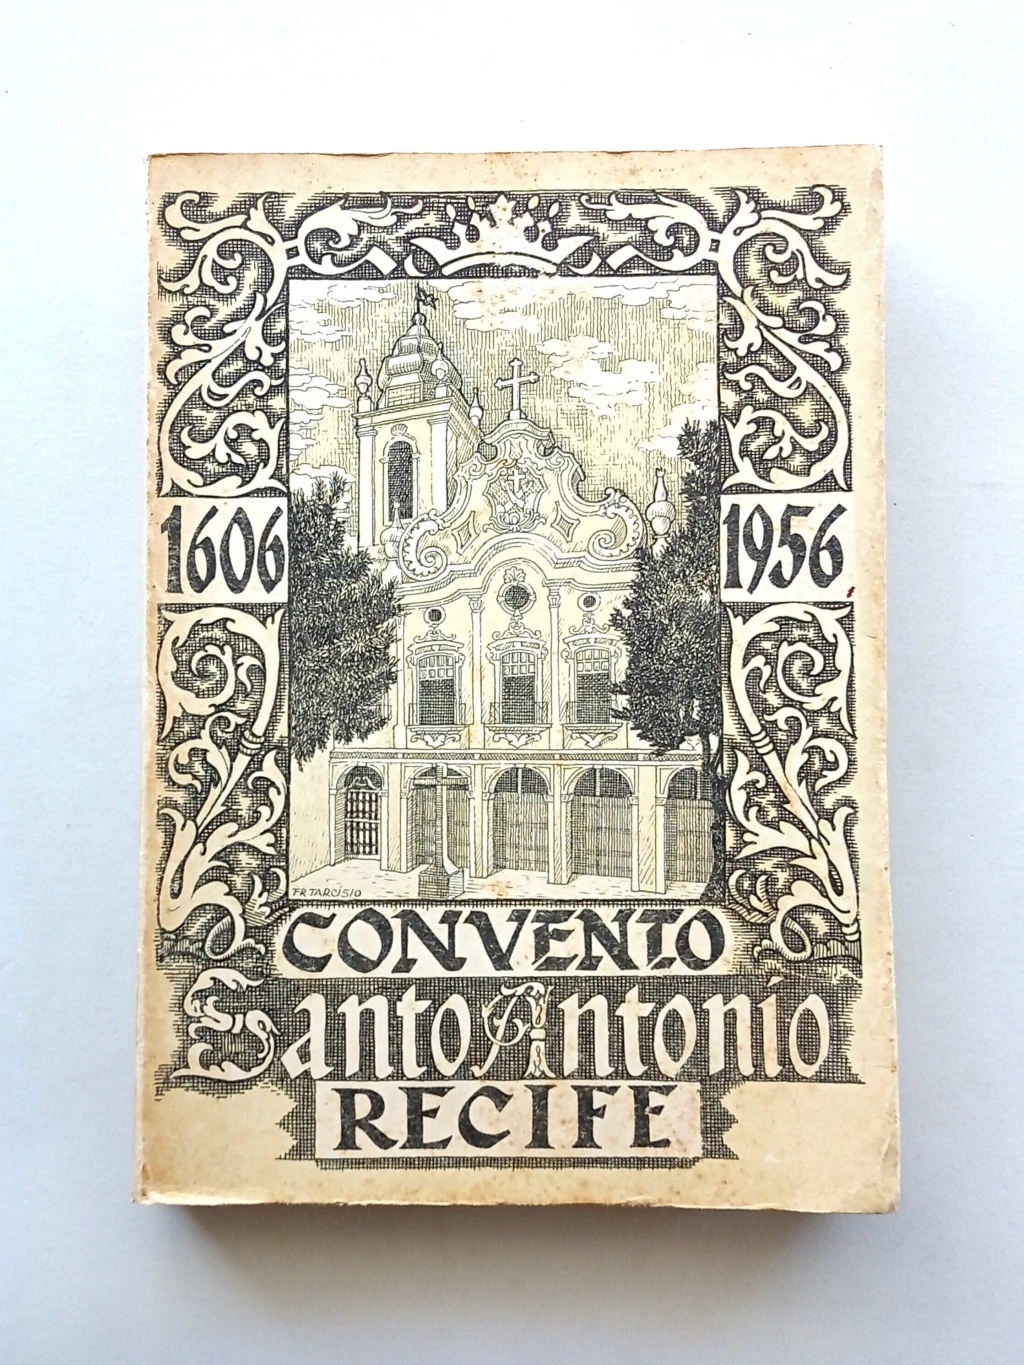 1606
1956
FR.TARCÍSIO
CONVENTO
Santo Antonio
RECIFE